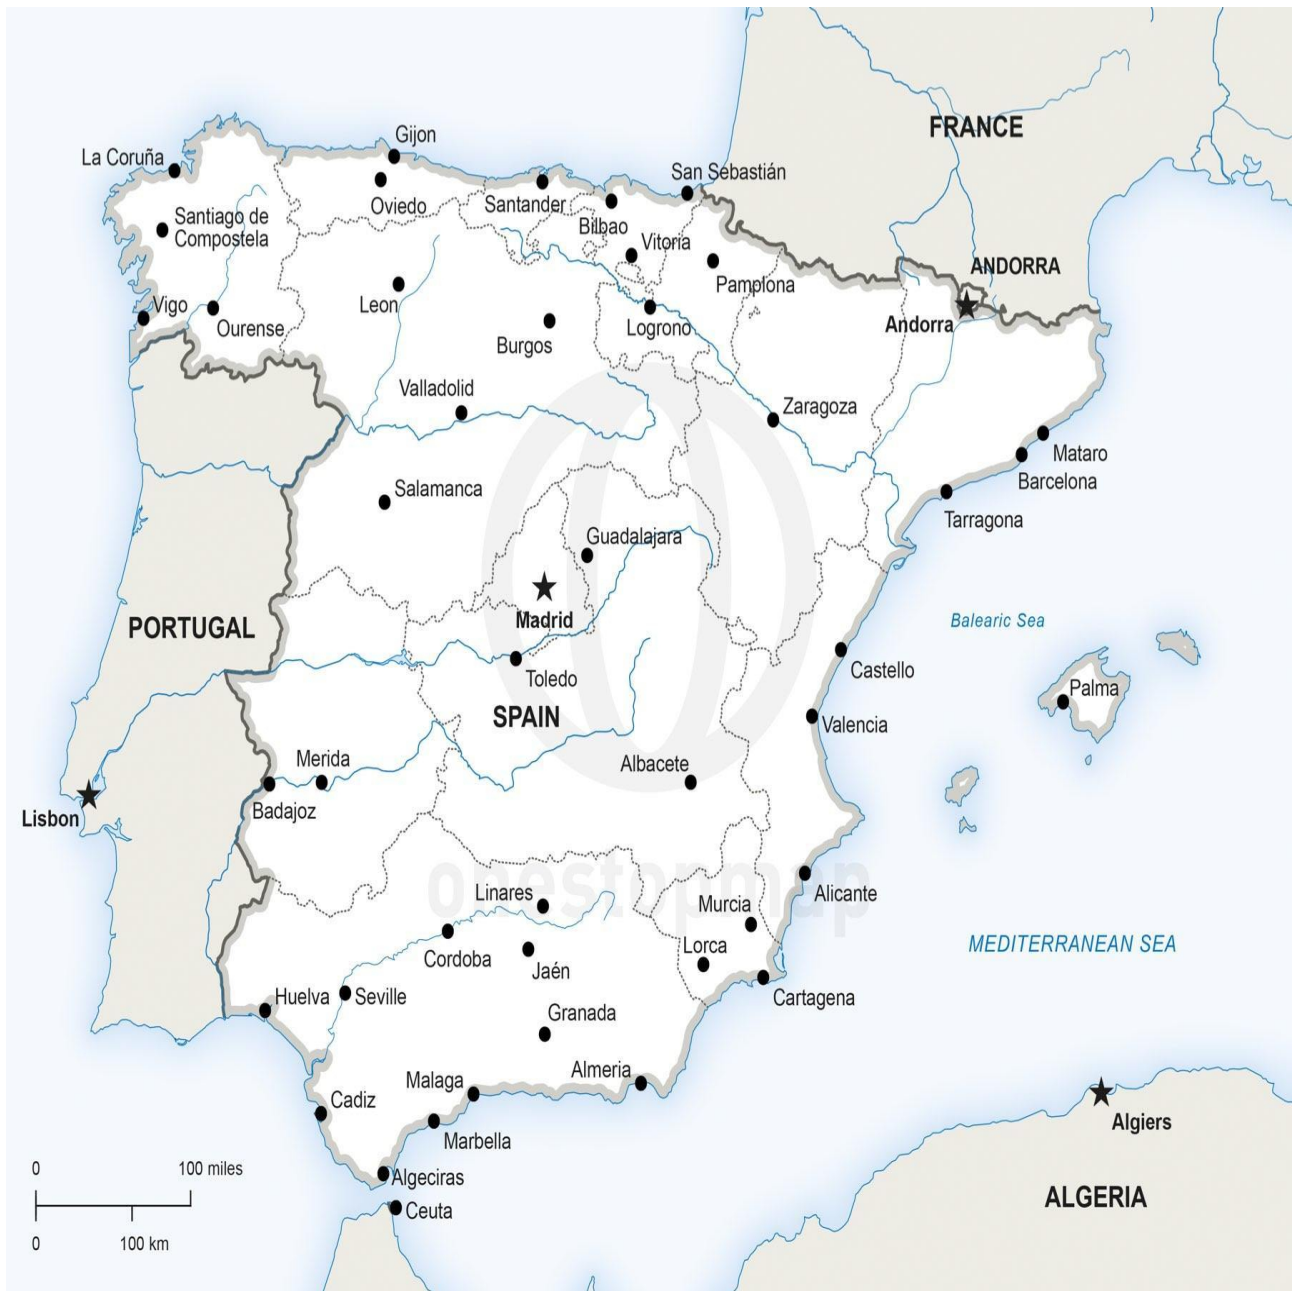 FRANCE
Gijon
La Coruña
San Sebastián
Oviedo
Santander
Santiago de
Compostela
Bilbao
Vitoria
ANDORRA
Pamplona
Leon
Vigo
Ourense
Logrono
Andorra
Burgos
Valladolid
Zaragoza
Mataro
Barcelona
Salamanca
Tarragona
Guadalajara
PORTUGAL
Madrid
Balearic Sea
Castello
Toledo
Palma
SPAIN
Valencia
Merida
Albacete
Badajoz
Lisbon
onestopmap
Linares
Alicante
Murcia
Lorca
Cordoba
Jaén
MEDITERRANEAN SEA
Huelva
Seville
Cartagena
Granada
Almeria
Malaga
Cadiz
Marbella
Algiers
0 100 miles
Algeciras
ALGERIA
Ceuta
0 100 km